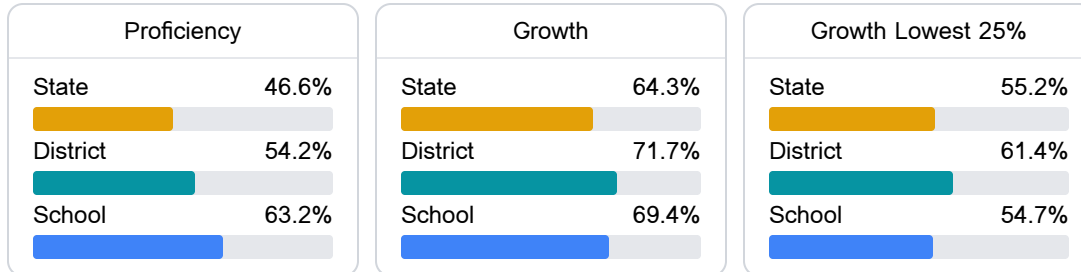 Proficiency
State 46.6%
District 54.2%
School 63.2%
Growth
State 64.3%
District 71.7%
School 69.4%
Growth Lowest 25%
State 55.2%
District 61.4%
School 54.7%